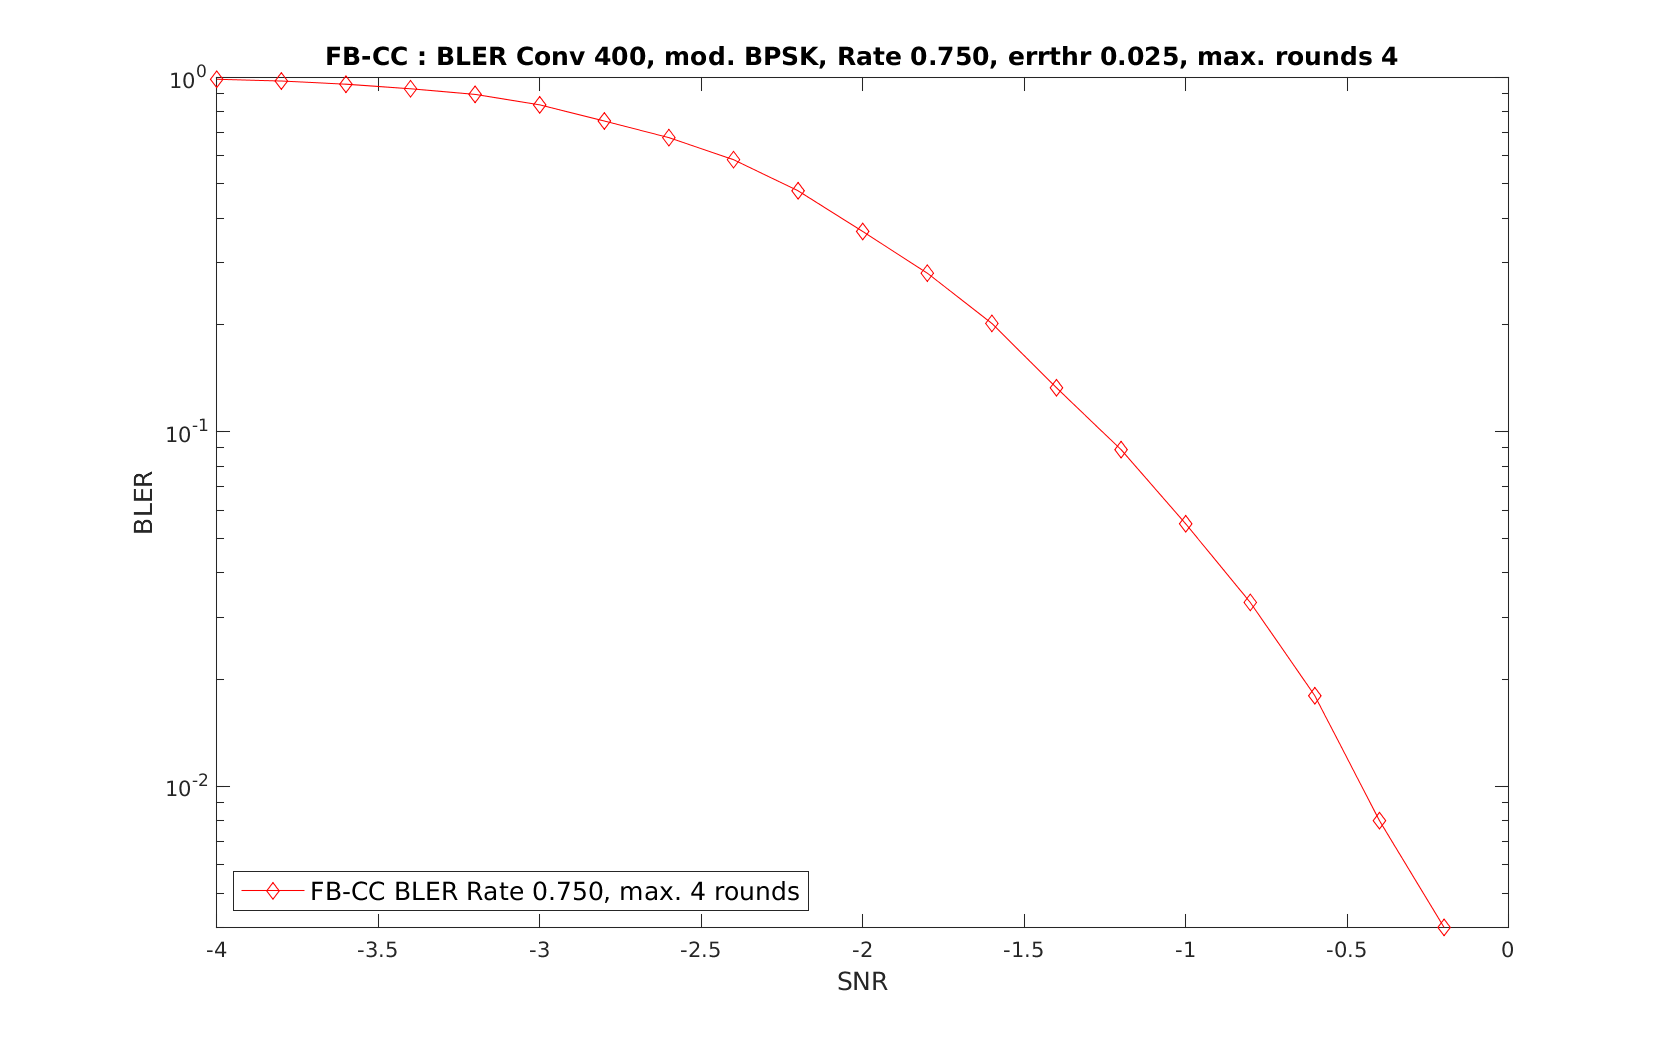 FB-CC : BLER Conv 400, mod. BPSK, Rate 0.750, errthr 0.025, max. rounds 4
10^0
10^-1
10^-2
BLER
FB-CC BLER Rate 0.750, max. 4 rounds
-4 -3.5 -3 -2.5 -2 -1.5 -1 -0.5 0
SNR